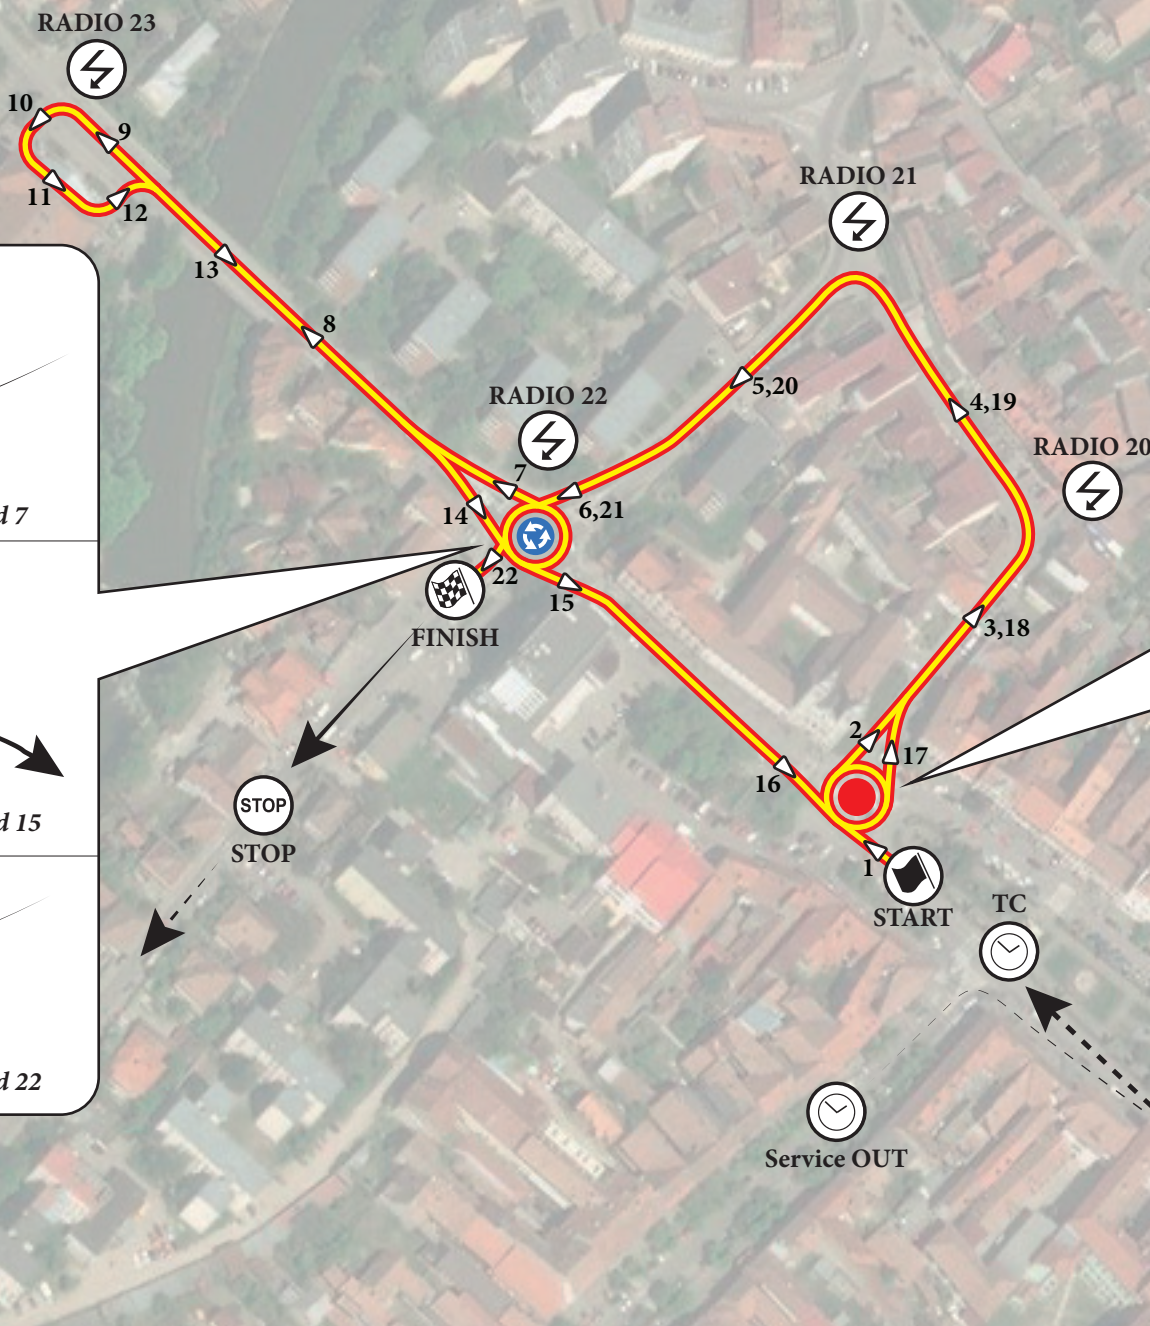 RADIO 23
10
9
11
12
RADIO 21
13
8
5,20
4,19
RADIO 22
RADIO 20
7
6,21
14
d 7
22
15
FINISH
3,18
2
17
16
STOP
d 15
STOP
1
START
TC
d 22
Service OUT